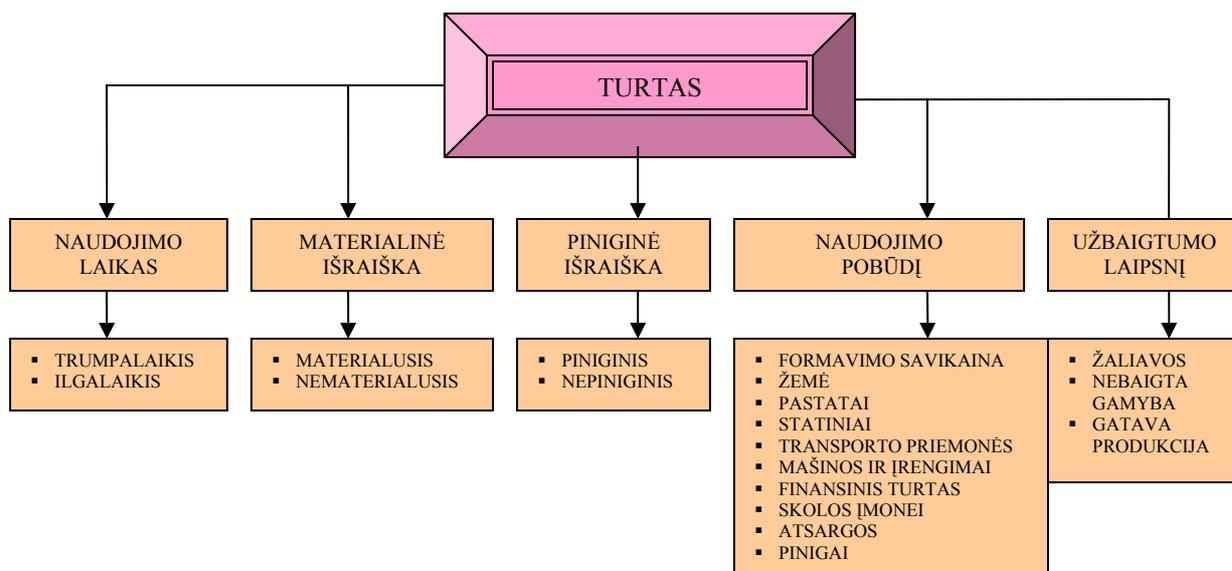 TURTAS
NAUDOJIMO
LAIKAS
MATERIALINĖ
IŠRAIŠKA
PINIGINĖ
IŠRAIŠKA
NAUDOJIMO
POBŪDĮ
UŽBAIGTUMO
LAIPSNĮ
▪ TRUMPALAIKIS
▪ ILGALAIKIS
▪ MATERIALUSIS
▪ NEMATERIALUSIS
▪ PINIGINIS
▪ NEPINIGINIS
▪ FORMAVIMO SAVIKAINA
▪ ŽEMĖ
▪ PASTATAI
▪ STATINIAI
▪ TRANSPORTO PRIEMONĖS
▪ MAŠINOS IR ĮRENGIMAI
▪ FINANSINIS TURTAS
▪ SKOLOS ĮMONEI
▪ ATSARGOS
▪ PINIGAI
▪ ŽALIAVOS
▪ NEBAIGTA
GAMYBA
▪ GATAVA
PRODUKCIJA